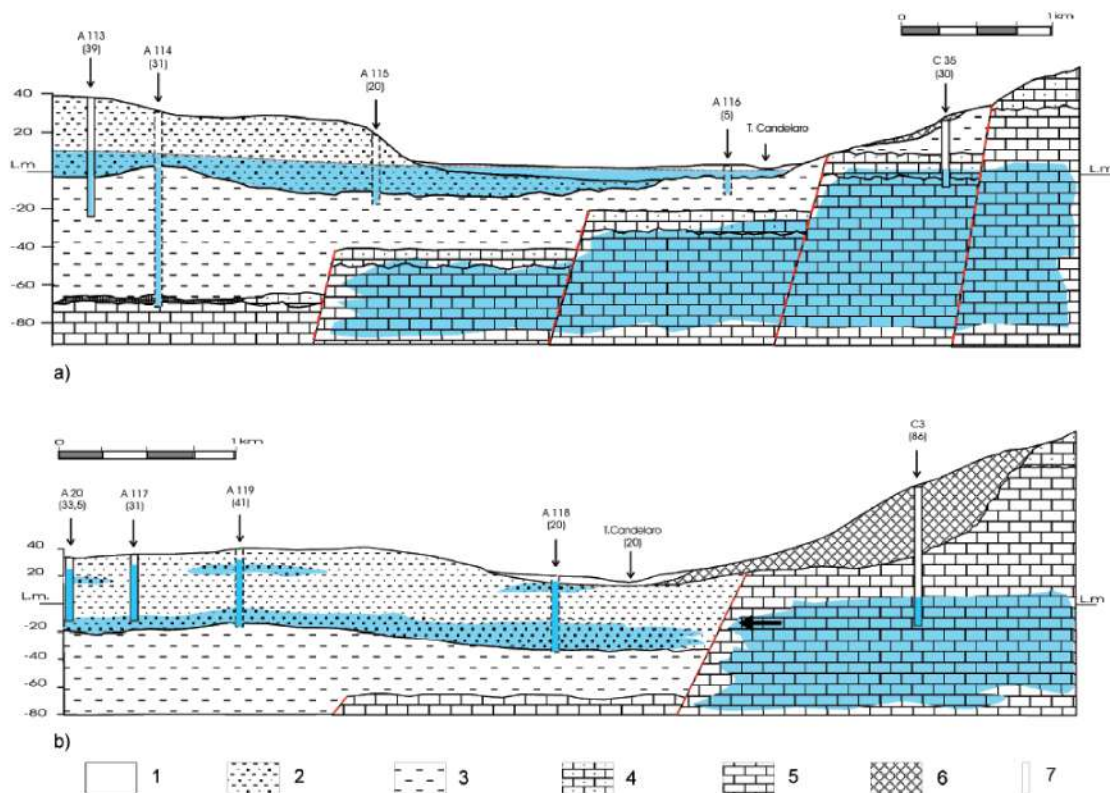 a)
0 1 km
A 113
(39)
A 114
(31)
A 115
(20)
A 116
(5)
T. Candelaro
C 35
(30)
40
20
L.m.
-20
-40
-60
-80
L.m
b)
0 1 km
A 20
(33,5)
A 117
(31)
A 119
(41)
A 118
(20)
T.Candelaro
(20)
C3
(86)
40
20
L.m.
-20
-40
-60
-80
L.m
1 2 3 4 5 6 7